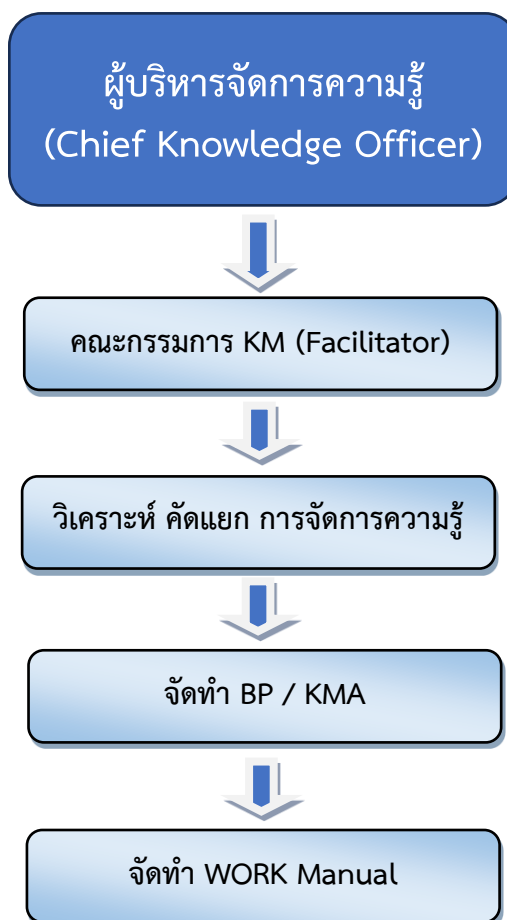 ผู้บริหารจัดการความรู้
(Chief Knowledge Officer)
คณะกรรมการ KM (Facilitator)
วิเคราะห์ คัดแยก การจัดการความรู้
จัดทำ BP / KMA
จัดทำ WORK Manual